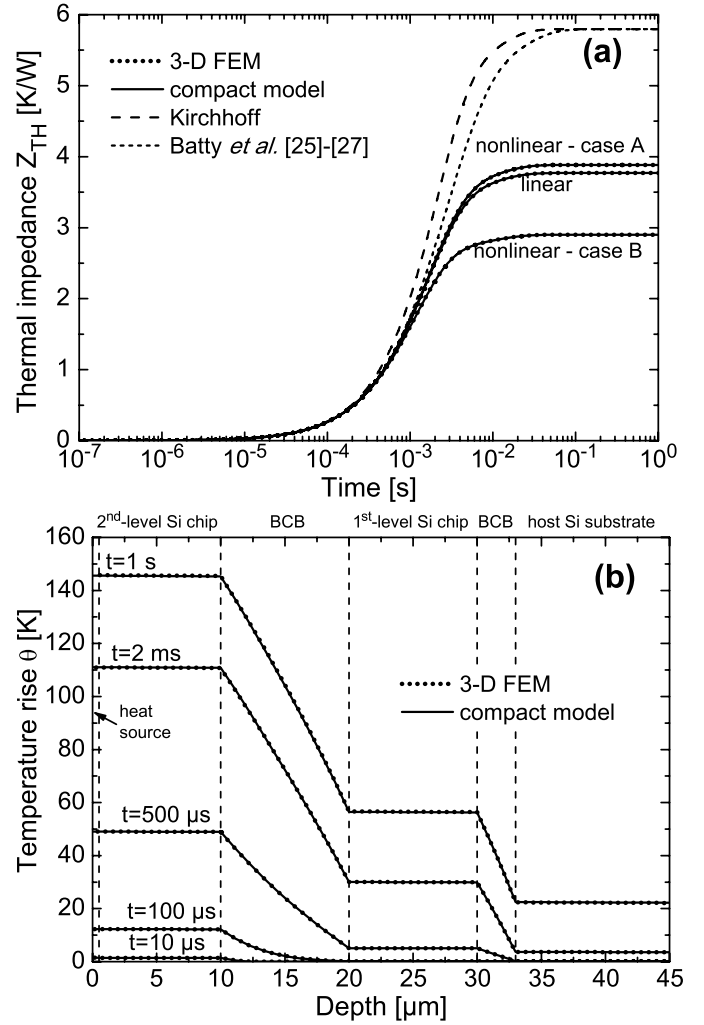 6
5
4
3
2
1
0
Thermal impedance Z_TH [K/W]
(a)
3-D FEM
compact model
Kirchhoff
Batty et al. [25]-[27]
nonlinear - case A
linear
nonlinear - case B
10⁻⁷ 10⁻⁶ 10⁻⁵ 10⁻⁴ 10⁻³ 10⁻² 10⁻¹ 10⁰
Time [s]
2nd-level Si chip BCB 1st-level Si chip BCB host Si substrate
160
140
120
100
80
60
40
20
0
Temperature rise θ [K]
(b)
t=1 s
t=2 ms
3-D FEM
compact model
heat
source
t=500 µs
t=100 µs
t=10 µs
0 5 10 15 20 25 30 35 40 45
Depth [µm]